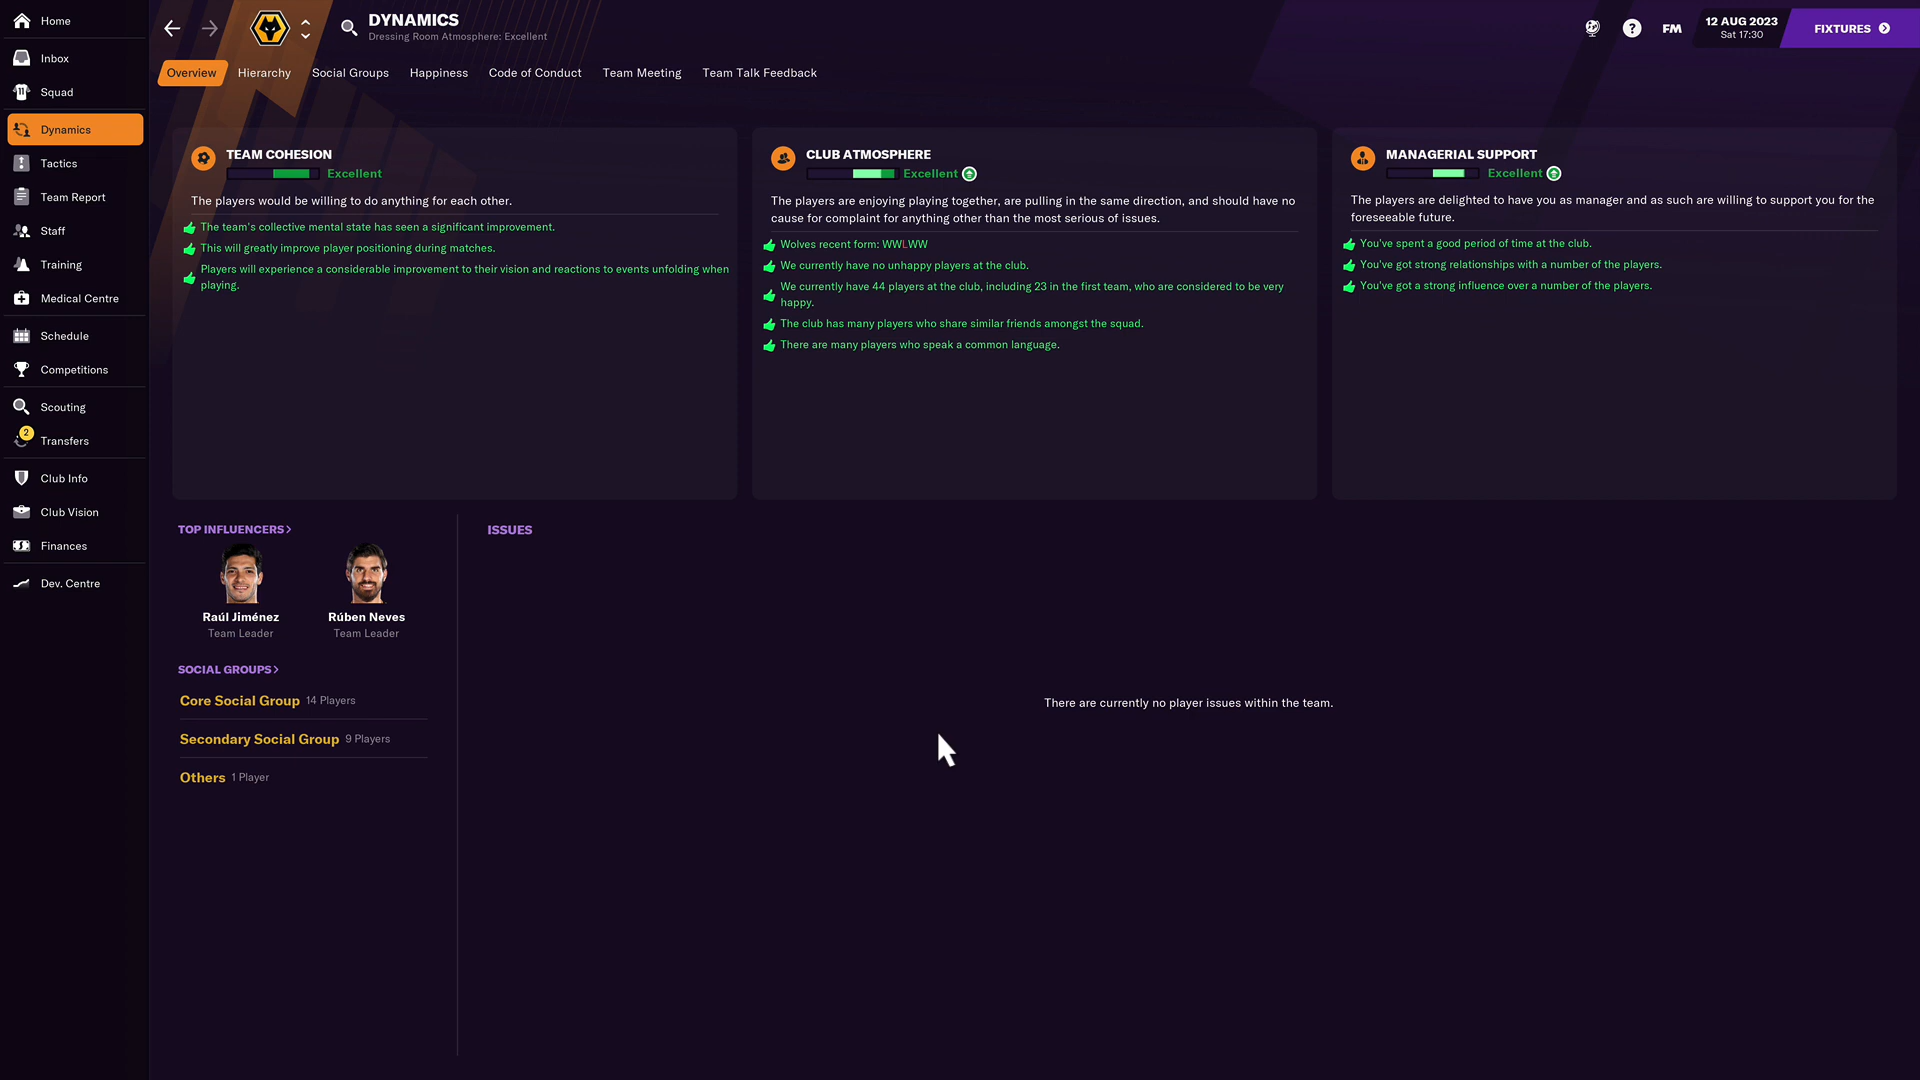 Home
Inbox
Squad
Dynamics
Tactics
Team Report
Staff
Training
Medical Centre
Schedule
Competitions
Scouting
2
Transfers
Club Info
Club Vision
Finances
Dev. Centre
DYNAMICS
Dressing Room Atmosphere: Excellent
?
FM
12 AUG 2023
Sat 17:30
FIXTURES
Overview
Hierarchy
Social Groups
Happiness
Code of Conduct
Team Meeting
Team Talk Feedback
TEAM COHESION
Excellent
The players would be willing to do anything for each other.
The team's collective mental state has seen a significant improvement.
This will greatly improve player positioning during matches.
Players will experience a considerable improvement to their vision and reactions to events unfolding when
playing.
CLUB ATMOSPHERE
Excellent
The players are enjoying playing together, are pulling in the same direction, and should have no
cause for complaint for anything other than the most serious of issues.
Wolves recent form: WWLWW
We currently have no unhappy players at the club.
We currently have 44 players at the club, including 23 in the first team, who are considered to be very
happy.
The club has many players who share similar friends amongst the squad.
There are many players who speak a common language.
MANAGERIAL SUPPORT
Excellent
The players are delighted to have you as manager and as such are willing to support you for the
foreseeable future.
You've spent a good period of time at the club.
You've got strong relationships with a number of the players.
You've got a strong influence over a number of the players.
TOP INFLUENCERS>
Raúl Jiménez
Team Leader
Rúben Neves
Team Leader
SOCIAL GROUPS>
Core Social Group 14 Players
Secondary Social Group 9 Players
Others 1 Player
ISSUES
There are currently no player issues within the team.